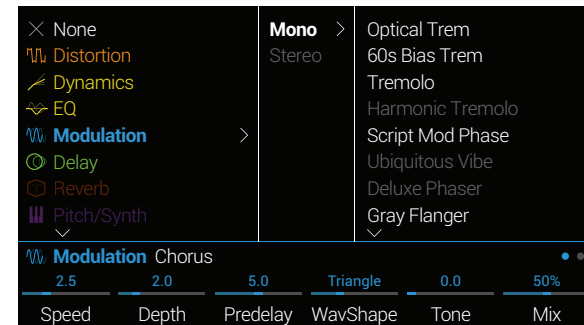 None
Distortion
Dynamics
EQ
Modulation
Delay
Reverb
Pitch/Synth
Mono
Stereo
Optical Trem
60s Bias Trem
Tremolo
Harmonic Tremolo
Script Mod Phase
Ubiquitous Vibe
Deluxe Phaser
Gray Flanger
Modulation Chorus
2.5 2.0 5.0 Triangle 0.0 50%
Speed Depth Predelay WavShape Tone Mix